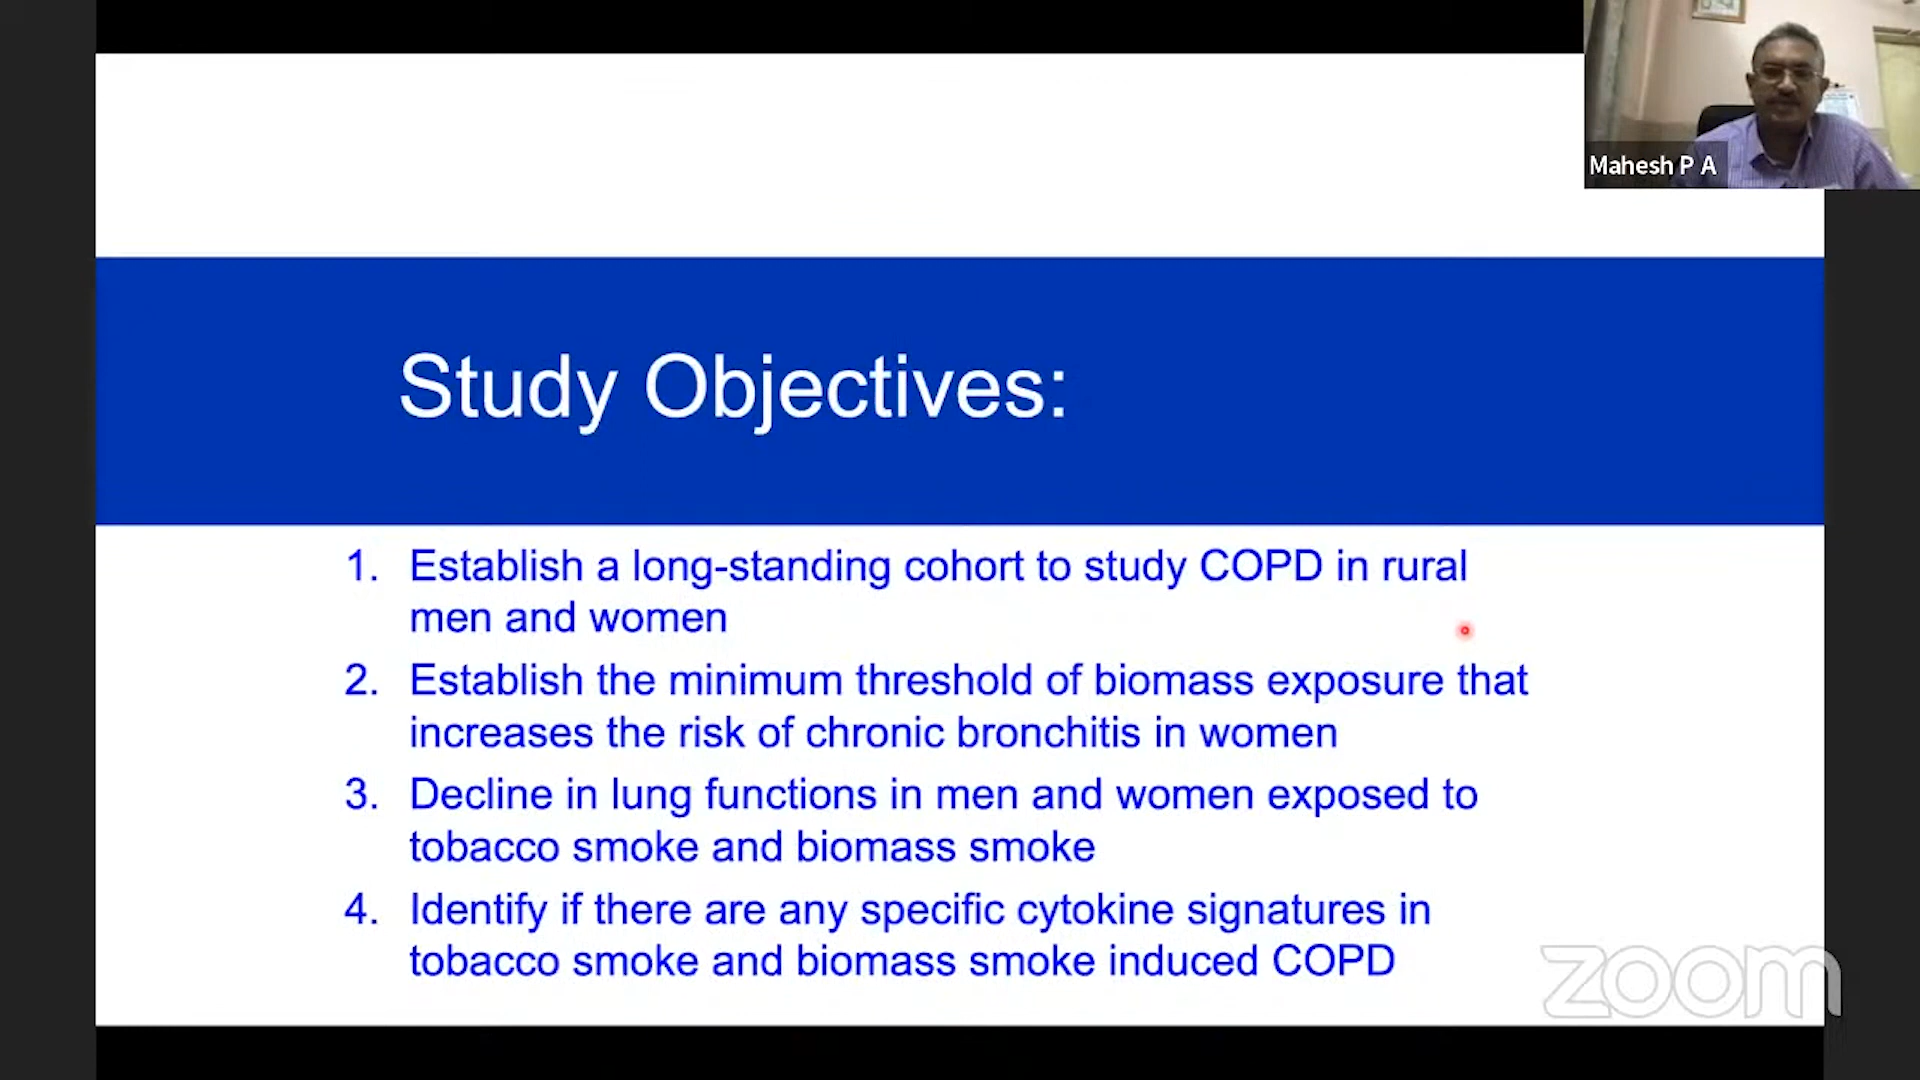 Mahesh P A
Study Objectives:
1. Establish a long-standing cohort to study COPD in rural
men and women
2. Establish the minimum threshold of biomass exposure that
increases the risk of chronic bronchitis in women
3. Decline in lung functions in men and women exposed to
tobacco smoke and biomass smoke
4. Identify if there are any specific cytokine signatures in
tobacco smoke and biomass smoke induced COPD
zoom